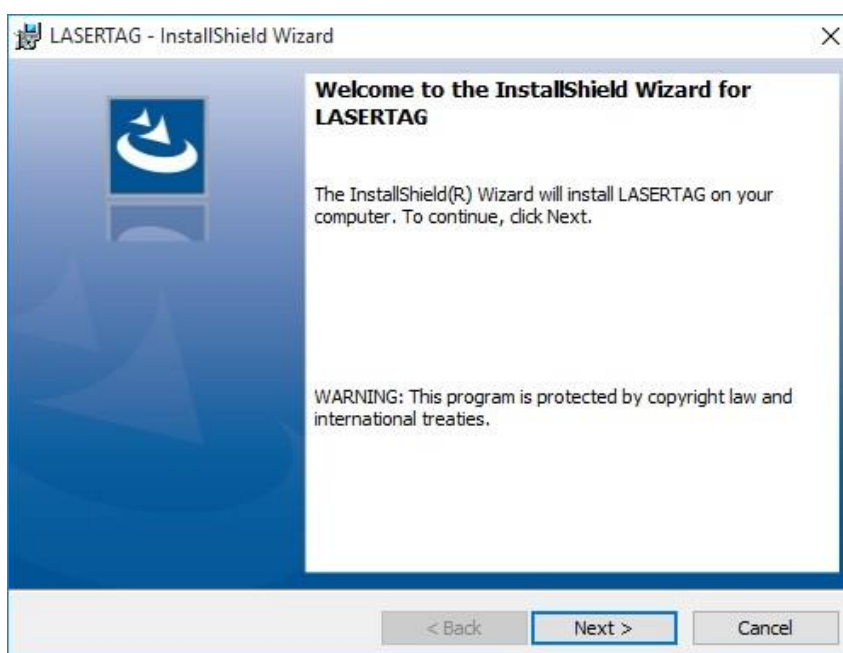 LASERTAG - InstallShield Wizard
Welcome to the InstallShield Wizard for
LASERTAG
The InstallShield(R) Wizard will install LASERTAG on your
computer. To continue, click Next.
WARNING: This program is protected by copyright law and
international treaties.
< Back
Next >
Cancel